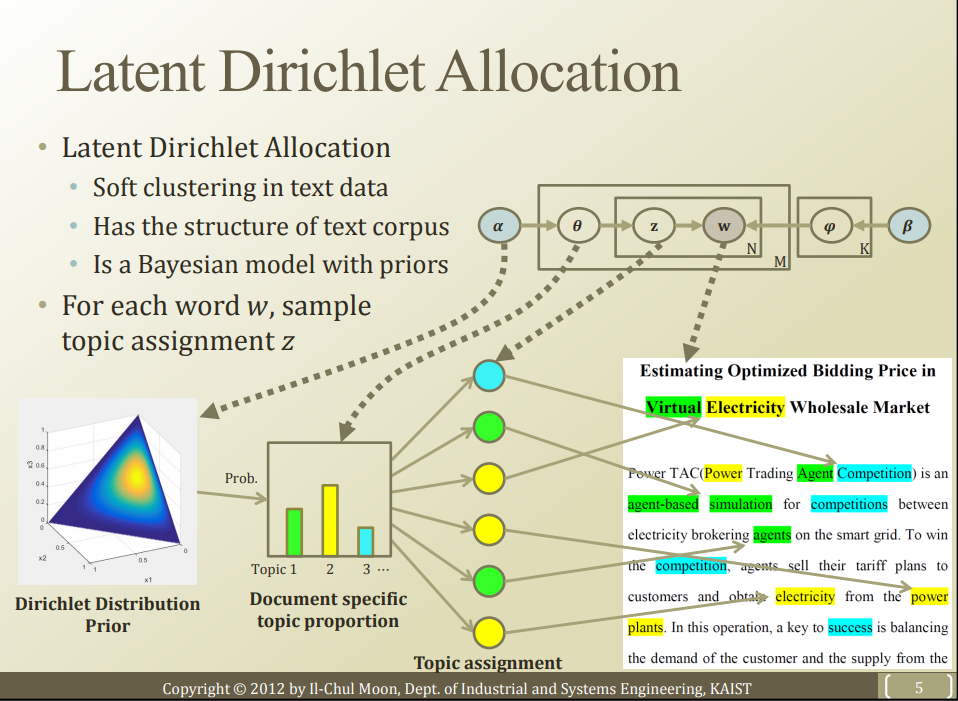 Latent Dirichlet Allocation
• Latent Dirichlet Allocation
• Soft clustering in text data
• Has the structure of text corpus
• Is a Bayesian model with priors
• For each word w, sample
topic assignment z
α θ z w φ β
N M K
Estimating Optimized Bidding Price in
Virtual Electricity Wholesale Market
Power TAC(Power Trading Agent Competition) is an
agent-based simulation for competitions between
electricity brokering agents on the smart grid. To win
the competition, agents sell their tariff plans to
customers and obtain electricity from the power
plants. In this operation, a key to success is balancing
the demand of the customer and the supply from the
1
0.8
0.6
0.4
0.2
0
x3
0
0.5
1
x2
1
0.5
0
x1
Dirichlet Distribution
Prior
Prob.
Topic 1 2 3 ...
Document specific
topic proportion
Topic assignment
Copyright © 2012 by Il-Chul Moon, Dept. of Industrial and Systems Engineering, KAIST
5